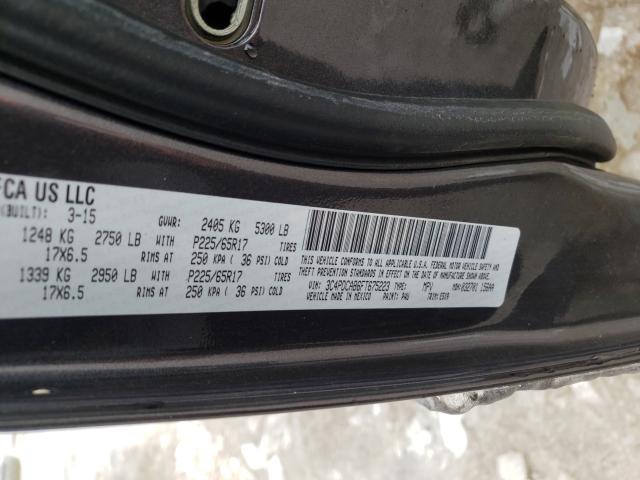 FCA US LLC
(BUILT): 3-15
GVWR: 2405 KG 5300 LB
1248 KG 2750 LB WITH P225/65R17 TIRES
17X6.5 RIMS AT 250 KPA ( 36 PSI) COLD
1339 KG 2950 LB WITH P225/65R17 TIRES
17X6.5 RIMS AT 250 KPA ( 36 PSI) COLD
THIS VEHICLE CONFORMS TO ALL APPLICABLE U.S.A. FEDERAL MOTOR VEHICLE SAFETY AND
THEFT PREVENTION STANDARDS IN EFFECT ON THE DATE OF MANUFACTURE SHOWN ABOVE.
VIN: 3C4PDCAB6FT675223 TYPE: MPV MDH: 032701 156AA
VEHICLE MADE IN MEXICO PAINT: PAU TRIM: